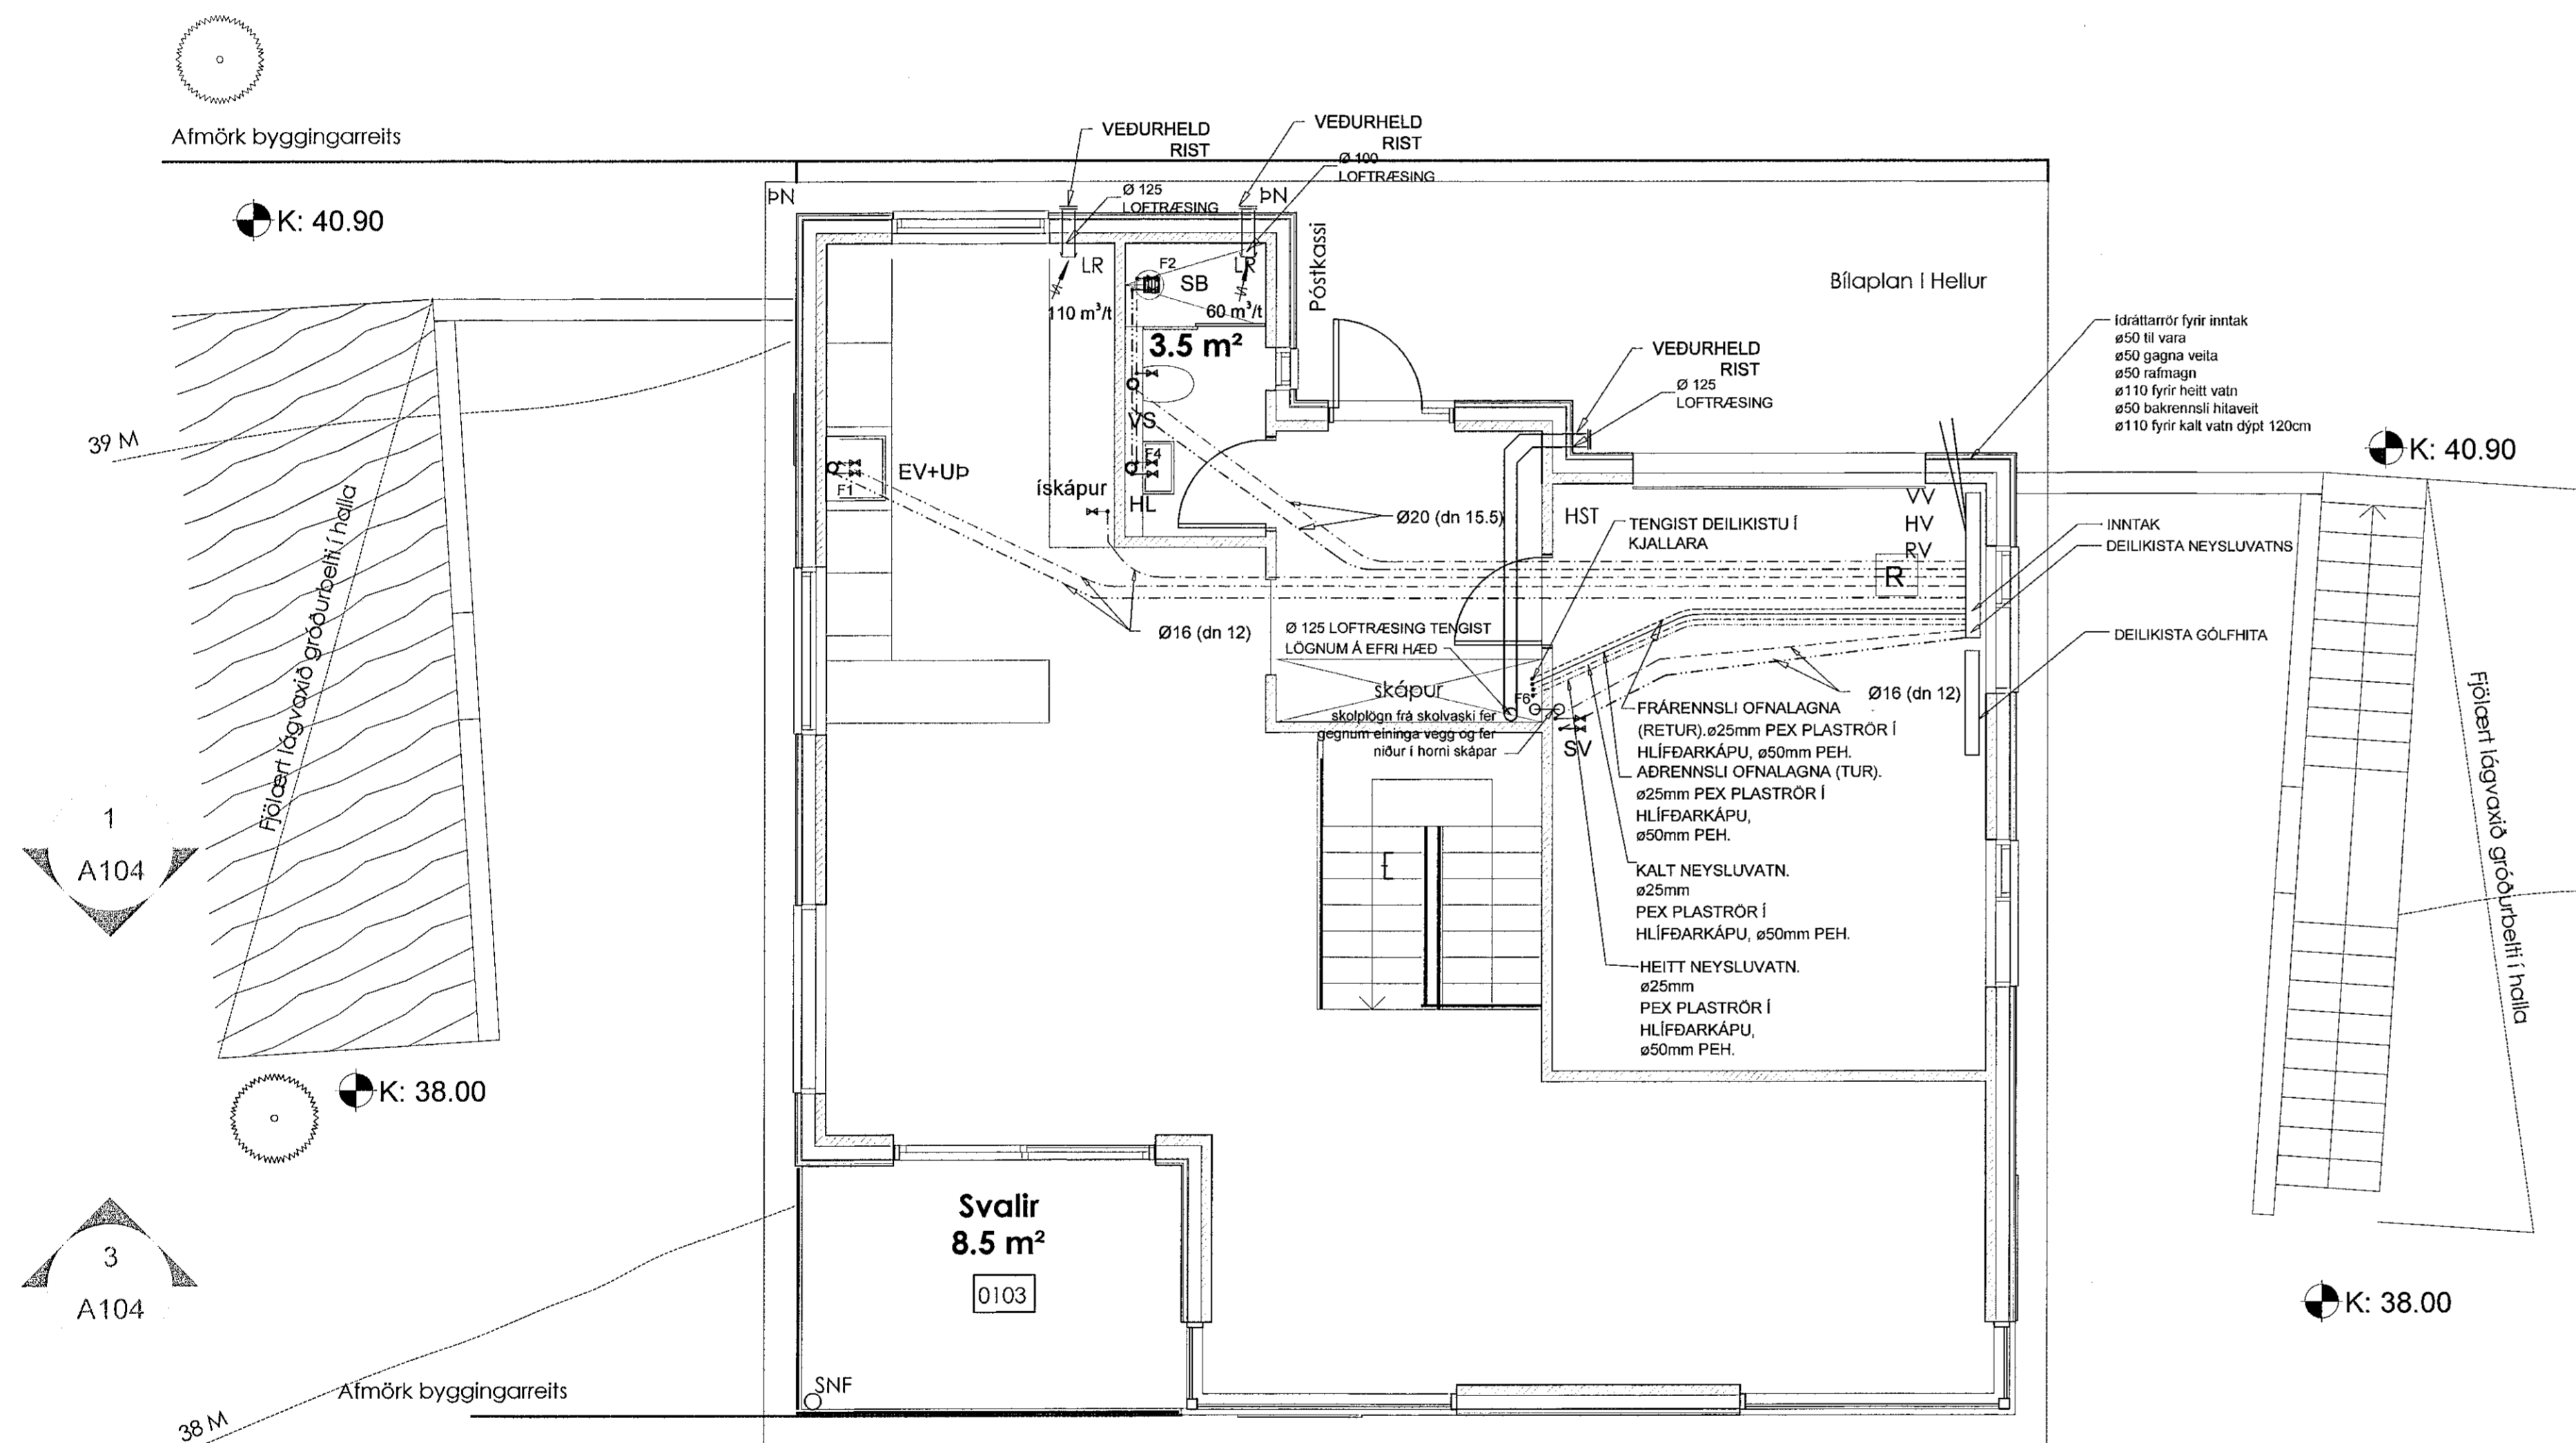 Afmörk byggingarreits
K: 40.90
39 M
Fjölært lágvaxið gróðurbelti í halla
1
A104
K: 38.00
3
A104
38 M
Afmörk byggingarreits
VEÐURHELD
RIST
VEÐURHELD
RIST
Ø 100
LOFTRÆSING
Ø 125
LOFTRÆSING
ÞN
ÞN
Póstkassi
LR
F2
SB
LR
110 m³/t
60 m³/t
3.5 m²
VS
F4
HL
EV+UÞ
F1
ískápur
Ø20 (dn 15.5)
Ø16 (dn 12)
VEÐURHELD
RIST
Ø 125
LOFTRÆSING
Bílaplan í Hellur
Ídráttarrör fyrir inntak
ø50 til vara
ø50 gagna veita
ø50 rafmagn
ø110 fyrir heitt vatn
ø50 bakrennsli hitaveit
ø110 fyrir kalt vatn dýpt 120cm
K: 40.90
HST
TENGIST DEILIKISTU Í
KJALLARA
VV
HV
RV
R
INNTAK
DEILIKISTA NEYSLUVATNS
DEILIKISTA GÓLFHITA
Ø 125 LOFTRÆSING TENGIST
LÖGNUM Á EFRI HÆÐ
skápur
skolplögn frá skolvaski fer
gegnum eininga vegg og fer
niður í horni skápar
F6
SV
Ø16 (dn 12)
FRÁRENNSLI OFNALAGNA
(RETUR).ø25mm PEX PLASTRÖR Í
HLÍFÐARKÁPU, ø50mm PEH.
AÐRENNSLI OFNALAGNA (TUR).
ø25mm PEX PLASTRÖR Í
HLÍFÐARKÁPU,
ø50mm PEH.
KALT NEYSLUVATN.
ø25mm
PEX PLASTRÖR Í
HLÍFÐARKÁPU, ø50mm PEH.
HEITT NEYSLUVATN.
ø25mm
PEX PLASTRÖR Í
HLÍFÐARKÁPU,
ø50mm PEH.
E
Fjölært lágvaxið gróðurbelti í halla
Svalir
8.5 m²
0103
SNF
K: 38.00